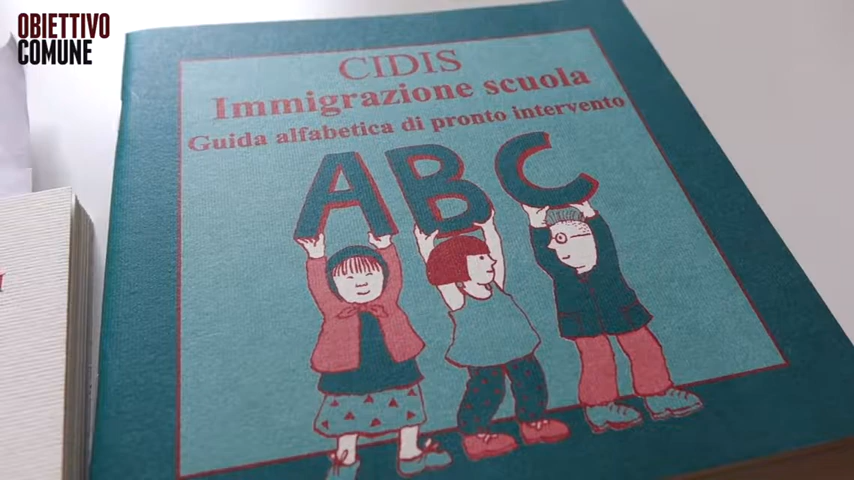 OBIETTIVO
COMUNE
CIDIS
Immigrazione scuola
Guida alfabetica di pronto intervento
ABC